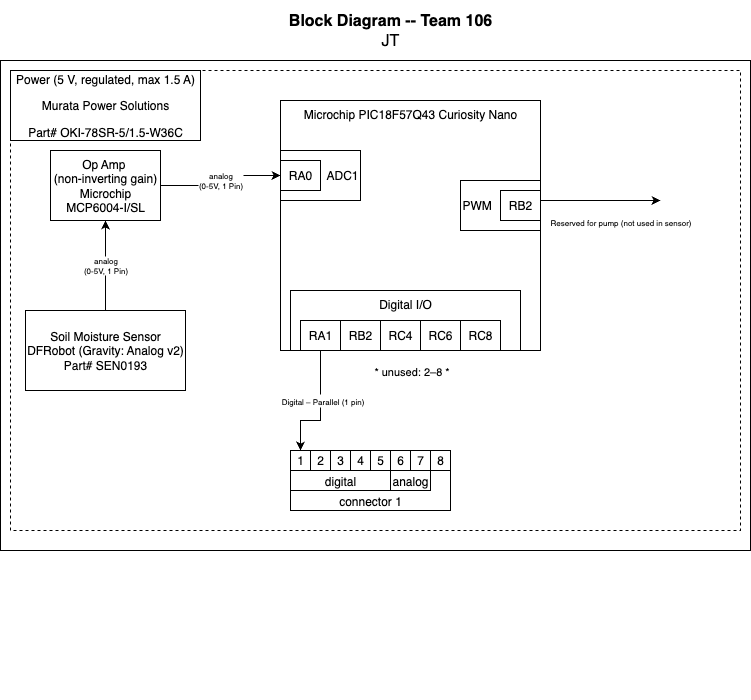 Block Diagram -- Team 106
JT
Power (5 V, regulated, max 1.5 A)
Murata Power Solutions
Part# OKI-78SR-5/1.5-W36C
Op Amp
(non-inverting gain)
Microchip
MCP6004-I/SL
analog
(0-5V, 1 Pin)
analog
(0-5V, 1 Pin)
Soil Moisture Sensor
DFRobot (Gravity: Analog v2)
Part# SEN0193
Microchip PIC18F57Q43 Curiosity Nano
RA0 ADC1
PWM RB2
Reserved for pump (not used in sensor)
Digital I/O
RA1 RB2 RC4 RC6 RC8
* unused: 2–8 *
Digital – Parallel (1 pin)
1 2 3 4 5 6 7 8
digital analog
connector 1